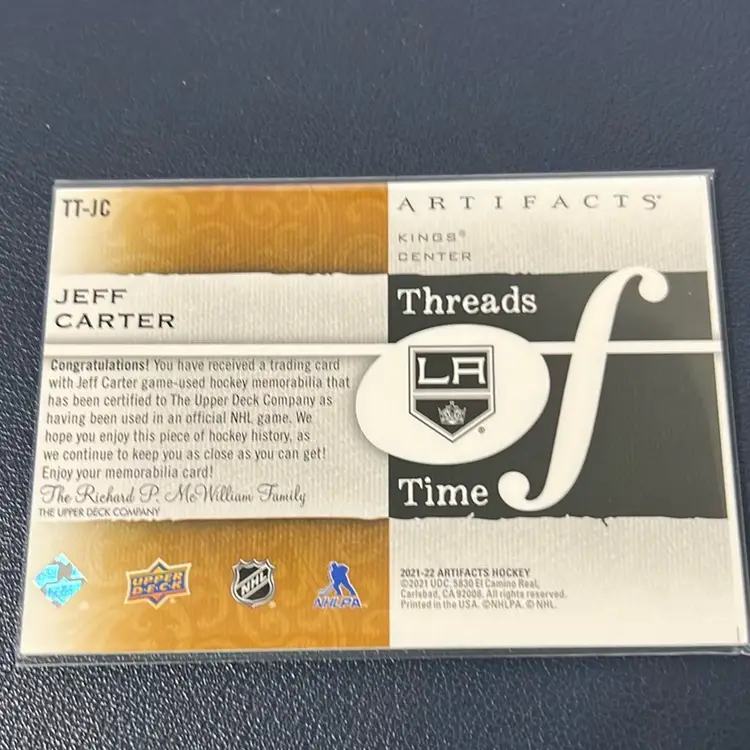 TT-JC
JEFF
CARTER
Congratulations! You have received a trading card
with Jeff Carter game-used hockey memorabilia that
has been certified to The Upper Deck Company as
having been used in an official NHL game. We
hope you enjoy this piece of hockey history, as
we continue to keep you as close as you can get!
Enjoy your memorabilia card!
The Richard P. McWilliam Family
THE UPPER DECK COMPANY
UPPER
DECK
NHL
NHLPA
ARTIFACTS
KINGS®
CENTER
Threads
of
LA
Time
2021-22 ARTIFACTS HOCKEY
©2021 UDC, 5830 El Camino Real,
Carlsbad, CA 92008. All rights reserved.
Printed in the USA. ©NHLPA. © NHL.